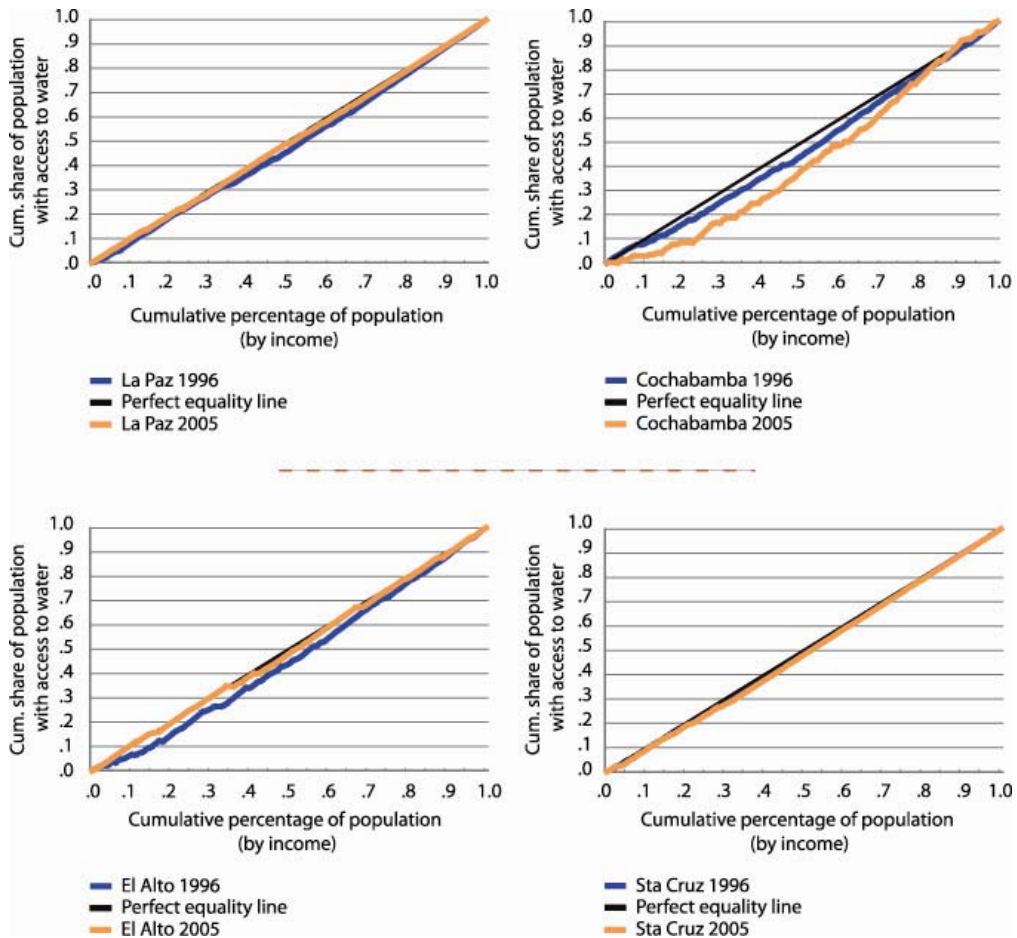 1.0
.9
.8
.7
.6
.5
.4
.3
.2
.1
.0
Cum. share of population
with access to water
.0 .1 .2 .3 .4 .5 .6 .7 .8 .9 1.0
Cumulative percentage of population
(by income)
La Paz 1996
Perfect equality line
La Paz 2005
1.0
.9
.8
.7
.6
.5
.4
.3
.2
.1
.0
Cum. share of population
with access to water
.0 .1 .2 .3 .4 .5 .6 .7 .8 .9 1.0
Cumulative percentage of population
(by income)
Cochabamba 1996
Perfect equality line
Cochabamba 2005
1.0
.9
.8
.7
.6
.5
.4
.3
.2
.1
.0
Cum. share of population
with access to water
.0 .1 .2 .3 .4 .5 .6 .7 .8 .9 1.0
Cumulative percentage of population
(by income)
El Alto 1996
Perfect equality line
El Alto 2005
1.0
.9
.8
.7
.6
.5
.4
.3
.2
.1
.0
Cum. share of population
with access to water
.0 .1 .2 .3 .4 .5 .6 .7 .8 .9 1.0
Cumulative percentage of population
(by income)
Sta Cruz 1996
Perfect equality line
Sta Cruz 2005